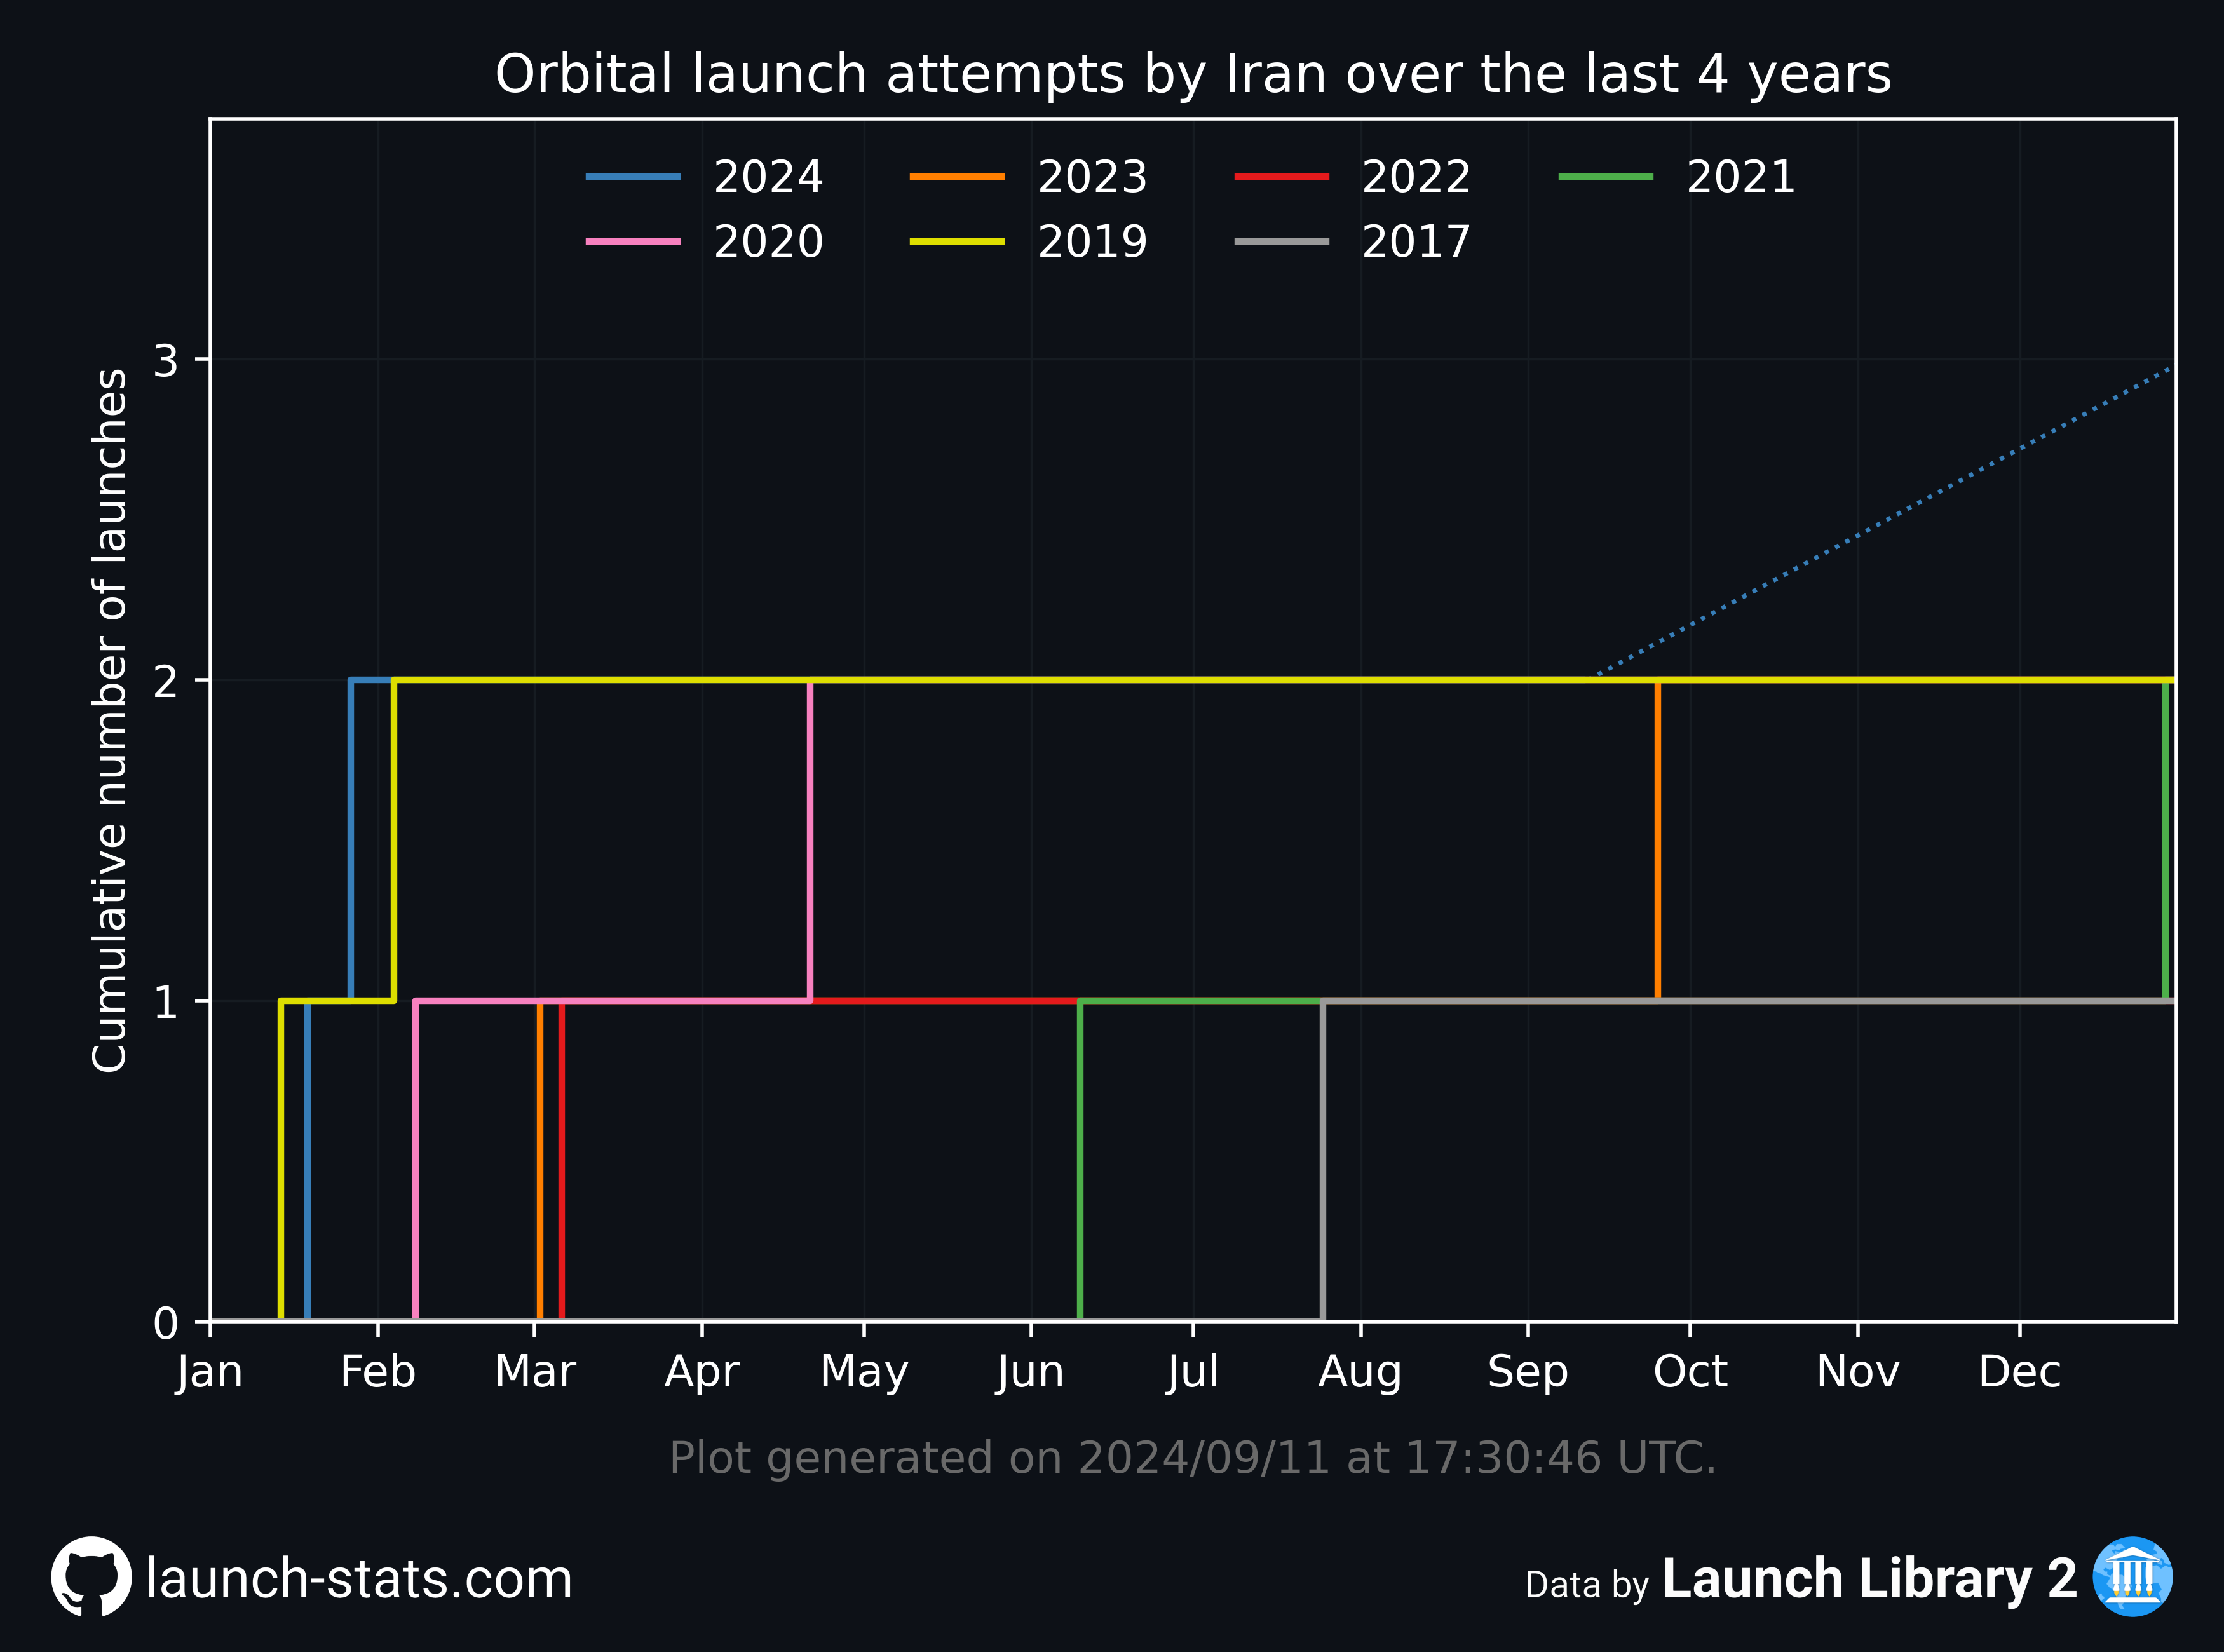 Orbital launch attempts by Iran over the last 4 years
2024 2023 2022 2021
2020 2019 2017
Cumulative number of launches
3
2
1
0
Jan Feb Mar Apr May Jun Jul Aug Sep Oct Nov Dec
Plot generated on 2024/09/11 at 17:30:46 UTC.
launch-stats.com
Data by Launch Library 2